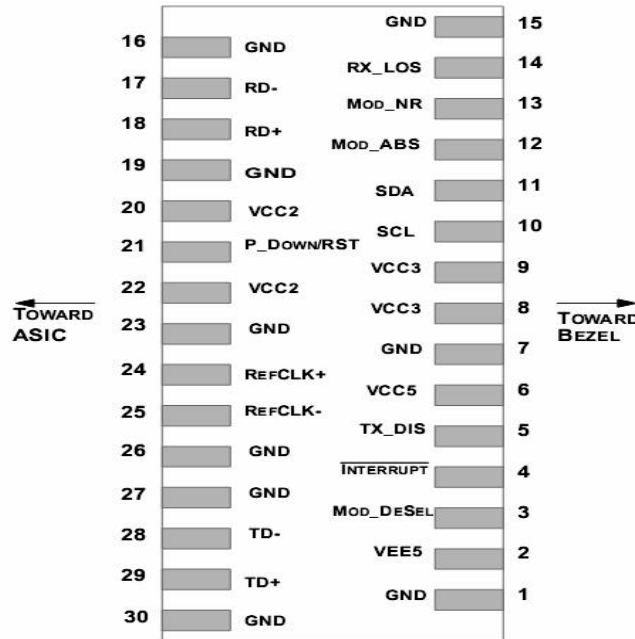 GND 15
16 GND
RX_LOS 14
17 RD-
MOD_NR 13
18 RD+
MOD_ABS 12
19 GND
SDA 11
20 VCC2
SCL 10
21 P_DOWN/RST
VCC3 9
22 VCC2
VCC3 8
TOWARD
ASIC
TOWARD
BEZEL
23 GND
GND 7
24 REFCLK+
VCC5 6
25 REFCLK-
TX_DIS 5
26 GND
INTERRUPT 4
27 GND
MOD_DESEL 3
28 TD-
VEE5 2
29 TD+
GND 1
30 GND